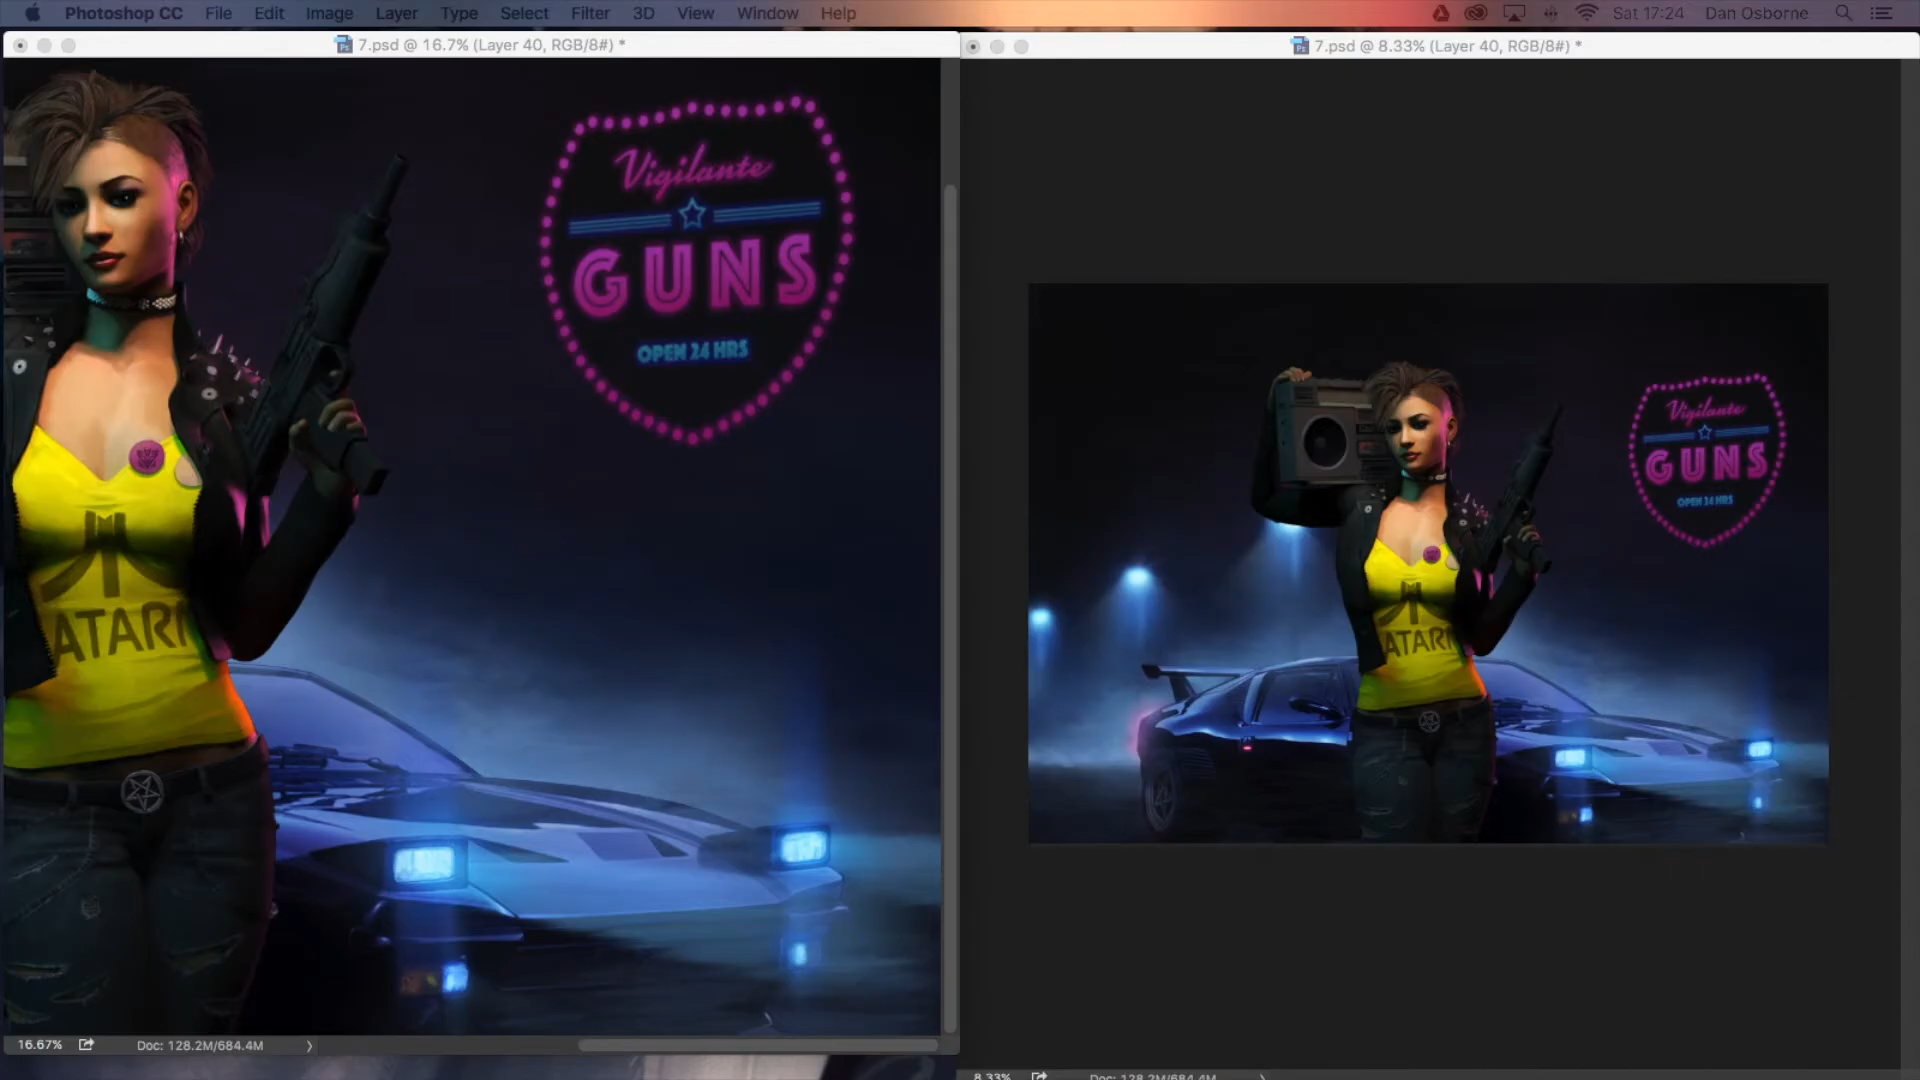 Photoshop CC File Edit Image Layer Type Select Filter 3D View Window Help Sat 17:24 Dan Osborne
7.psd @ 16.7% (Layer 40, RGB/8#) *
Vigilante
GUNS
OPEN 24 HRS
ATARI
16.67% Doc: 128.2M/684.4M
7.psd @ 8.33% (Layer 40, RGB/8#) *
Vigilante
GUNS
OPEN 24 HRS
ATARI
8.33% Doc: 128.2M/684.4M